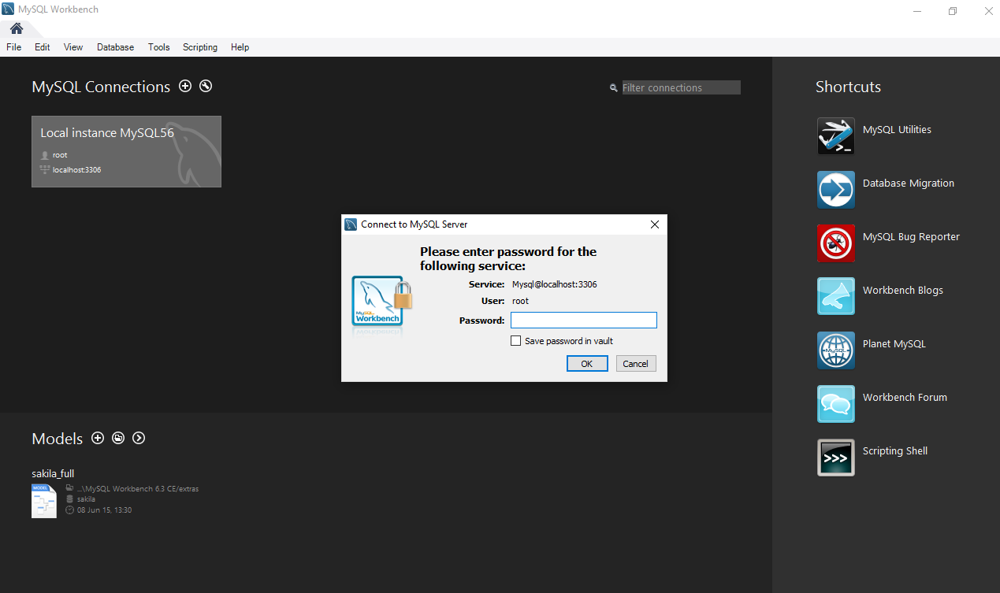 MySQL Workbench
File Edit View Database Tools Scripting Help
MySQL Connections
Filter connections
Local instance MySQL56
root
localhost:3306
Shortcuts
MySQL Utilities
Database Migration
MySQL Bug Reporter
Workbench Blogs
MySQL
Planet MySQL
Workbench Forum
>>>
Scripting Shell
Connect to MySQL Server
Please enter password for the
following service:
Service: Mysql@localhost:3306
User: root
Password:
MySQL
Workbench
Save password in vault
OK Cancel
Models
sakila_full
MODEL
...\MySQL Workbench 6.3 CE/extras
sakila
08 Jun 15, 13:30